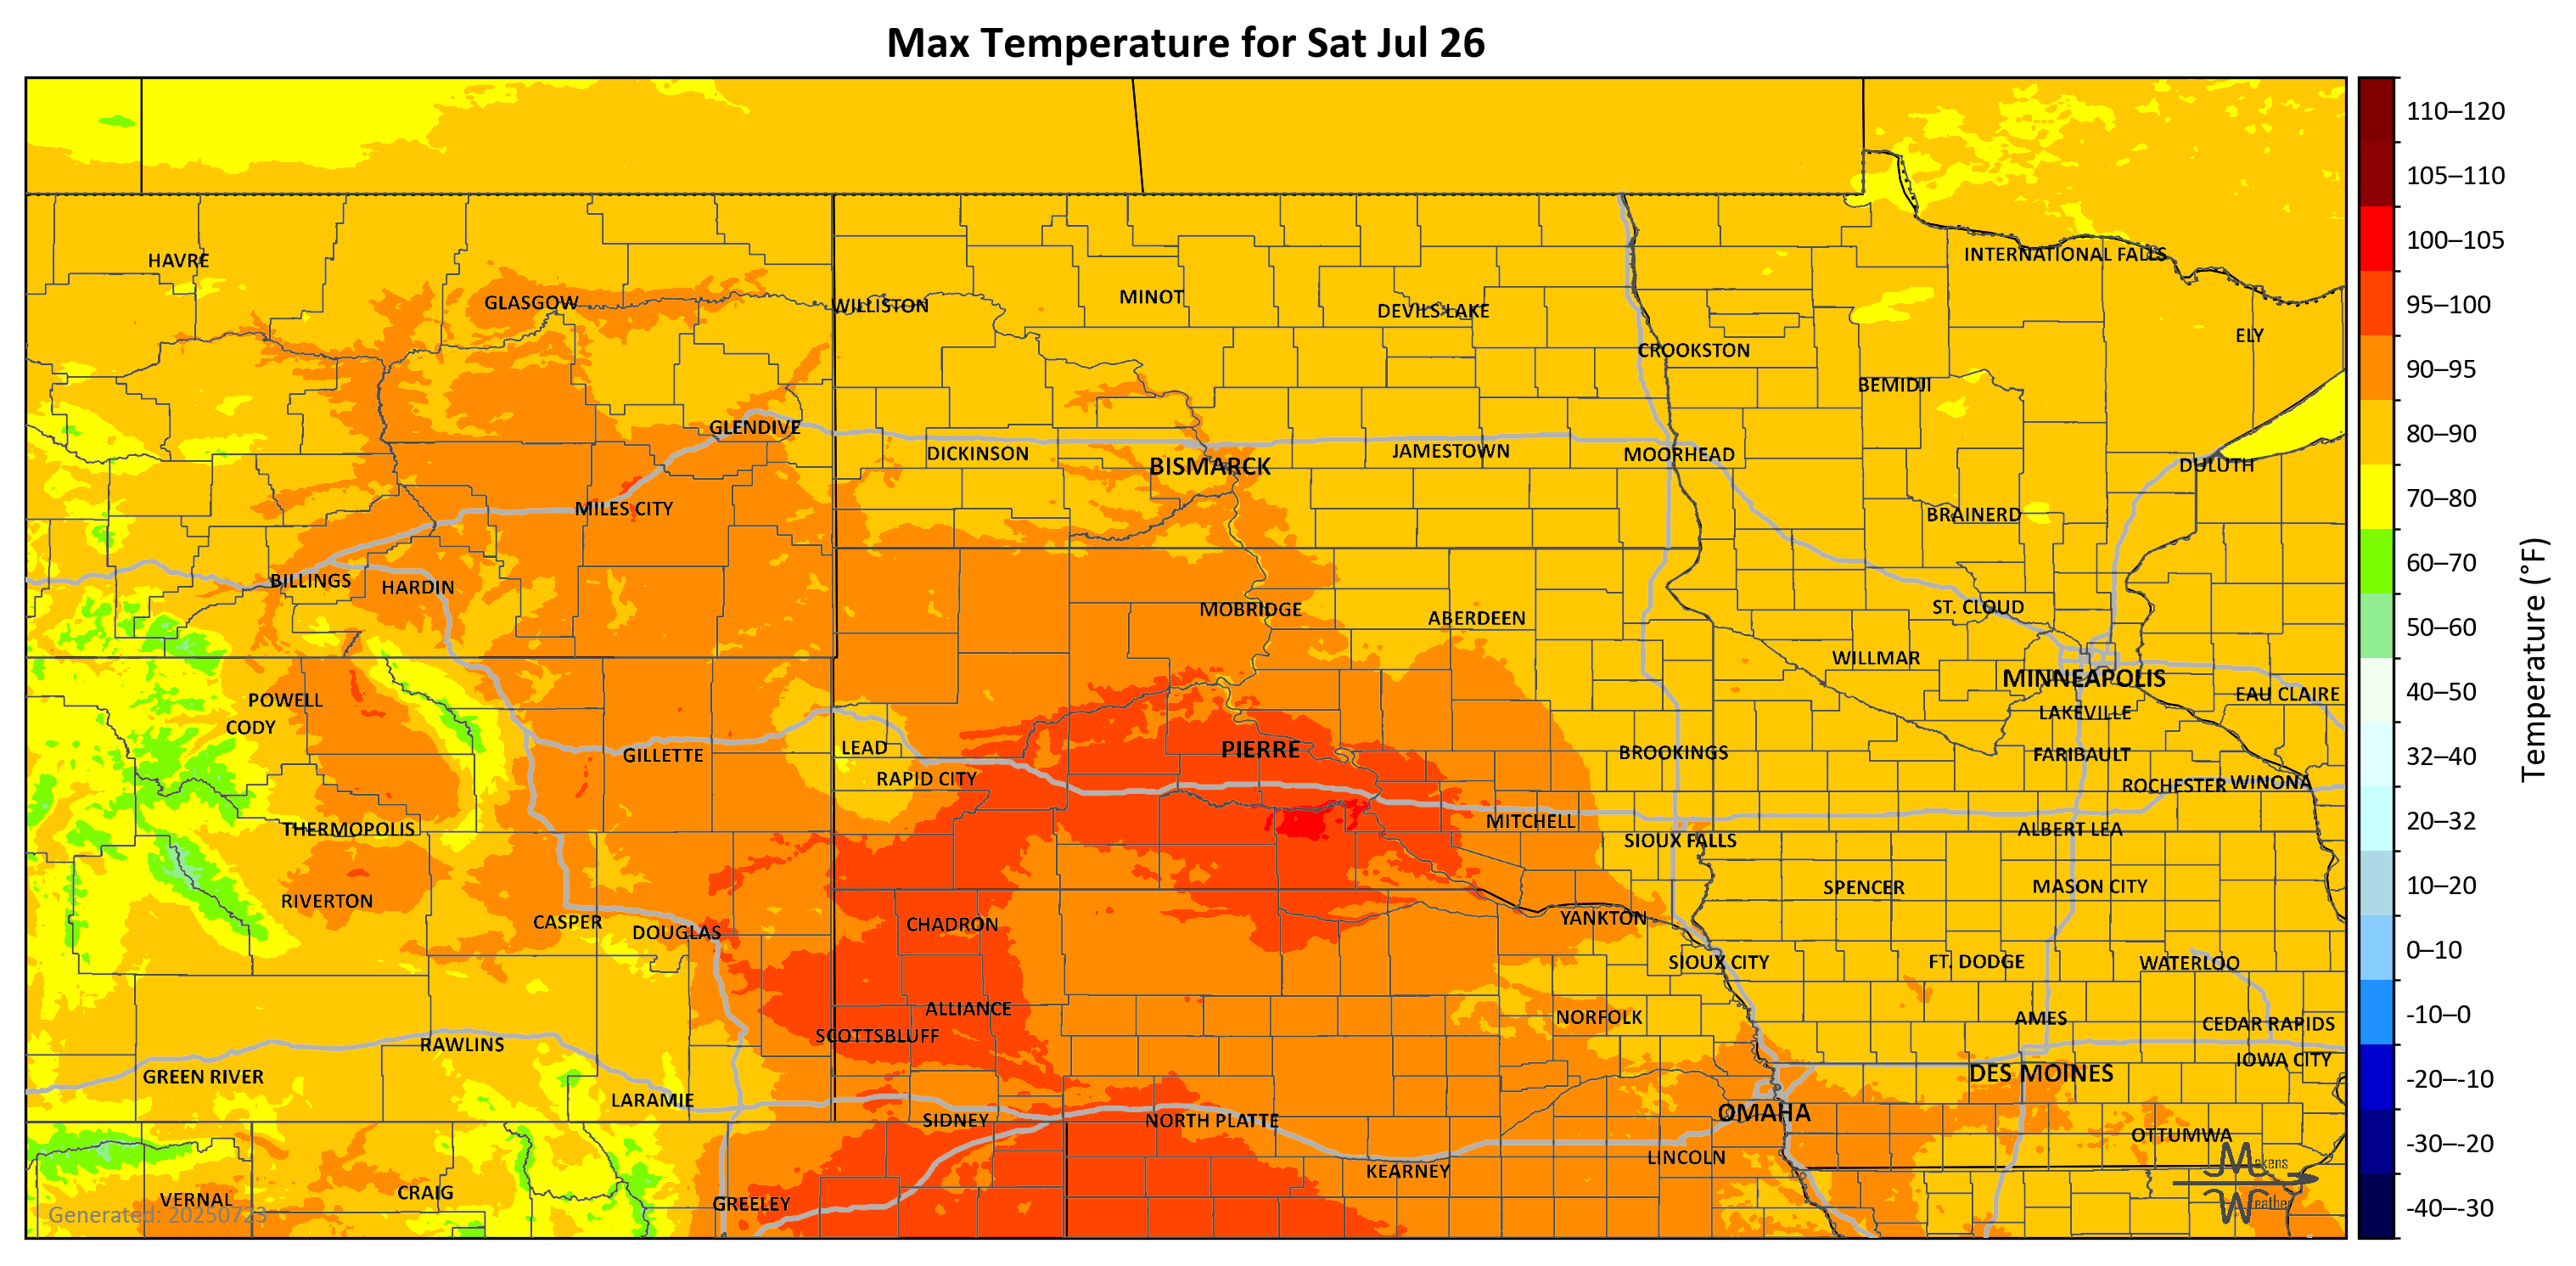 Max Temperature for Sat Jul 26
110–120
105–110
100–105
95–100
90–95
80–90
70–80
60–70
50–60
40–50
32–40
20–32
10–20
0–10
-10–0
-20–-10
-30–-20
-40–-30
Temperature (°F)
HAVRE
INTERNATIONAL FALLS
GLASGOW
WILLISTON
MINOT
DEVILS LAKE
ELY
CROOKSTON
BEMIDJI
GLENDIVE
DICKINSON
BISMARCK
JAMESTOWN
MOORHEAD
DULUTH
MILES CITY
BRAINERD
BILLINGS
HARDIN
MOBRIDGE
ABERDEEN
ST. CLOUD
WILLMAR
MINNEAPOLIS
POWELL
EAU CLAIRE
CODY
LAKEVILLE
LEAD
PIERRE
GILLETTE
BROOKINGS
FARIBAULT
RAPID CITY
ROCHESTER
WINONA
THERMOPOLIS
MITCHELL
ALBERT LEA
SIOUX FALLS
RIVERTON
SPENCER
MASON CITY
CASPER
DOUGLAS
CHADRON
YANKTON
SIOUX CITY
FT. DODGE
WATERLOO
ALLIANCE
NORFOLK
AMES
CEDAR RAPIDS
SCOTTSBLUFF
RAWLINS
IOWA CITY
GREEN RIVER
DES MOINES
LARAMIE
SIDNEY
NORTH PLATTE
OMAHA
OTTUMWA
LINCOLN
KEARNEY
VERNAL
CRAIG
GREELEY
Makens
Weather
Generated: 20250723